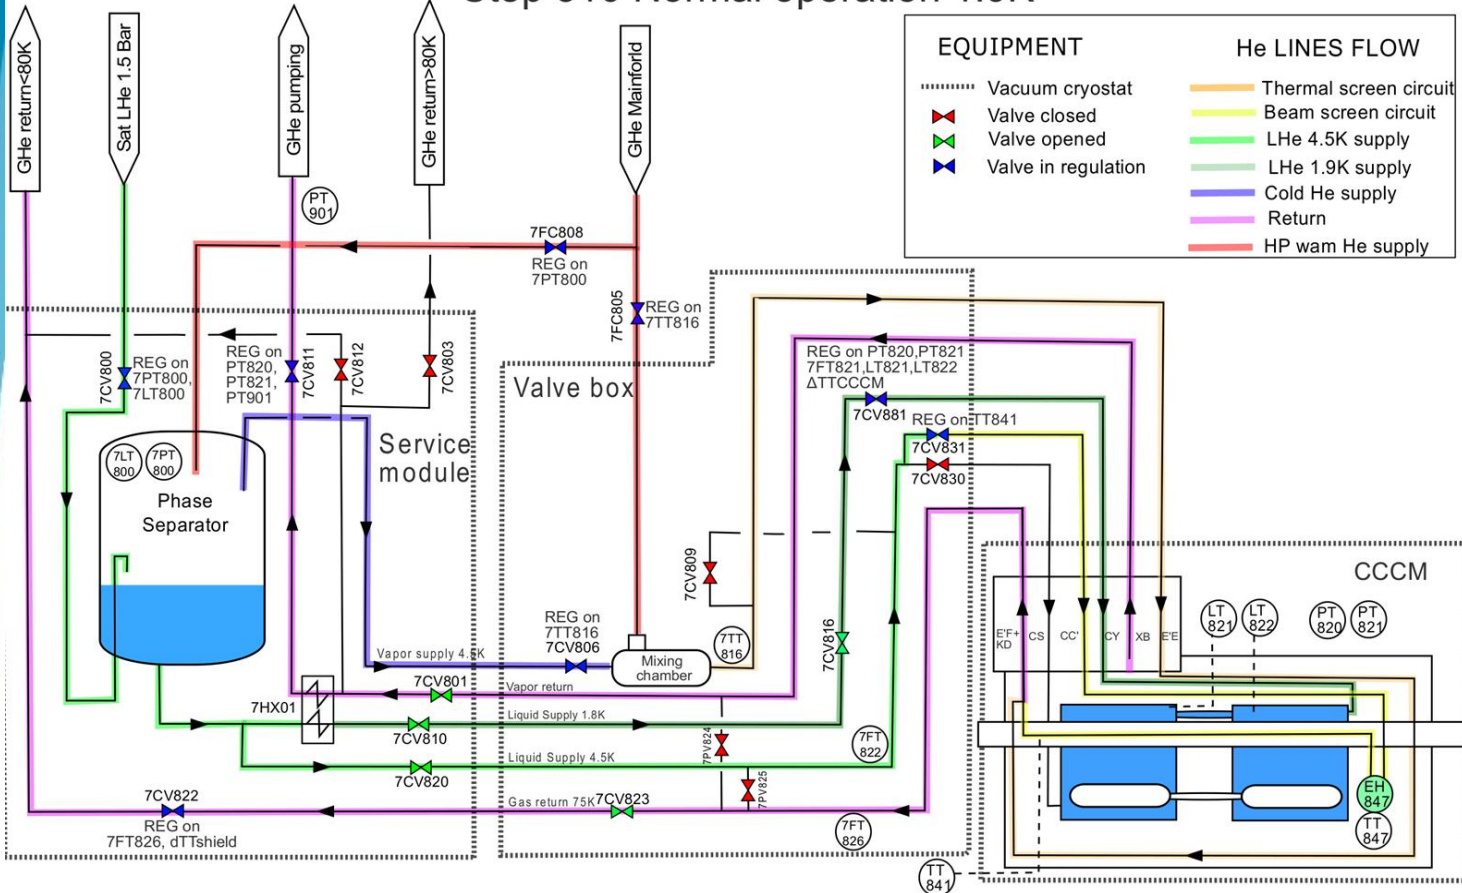 GHe return<80K
Sat LHe 1.5 Bar
GHe pumping
GHe return>80K
GHe Mainforld
EQUIPMENT
Vacuum cryostat
Valve closed
Valve opened
Valve in regulation
He LINES FLOW
Thermal screen circuit
Beam screen circuit
LHe 4.5K supply
LHe 1.9K supply
Cold He supply
Return
HP wam He supply
PT
901
7FC808
REG on
7PT800
7FC805
REG on
7TT816
7CV800
REG on
7PT800,
7LT800
REG on
PT820,
PT821,
PT901
7CV811
7CV812
7CV803
Service
module
Valve box
REG on PT820,PT821
7FT821,LT821,LT822
ΔTTCCCM
7CV881
REG on TT841
7CV831
7CV830
7LT
800
7PT
800
Phase
Separator
7CV809
7CV816
REG on
7TT816
7CV806
Mixing
chamber
7TT
816
Vapor supply 4.5K
7CV801
Vapor return
7HX01
Liquid Supply 1.8K
7CV810
7PV824
7FT
822
Liquid Supply 4.5K
7CV820
7PV825
7CV822
REG on
7FT826, dTTshield
Gas return 75K
7CV823
7FT
826
CCCM
E'F+
KD
CS
CC'
CY
XB
E'E
LT
821
LT
822
PT
820
PT
821
EH
847
TT
847
TT
841